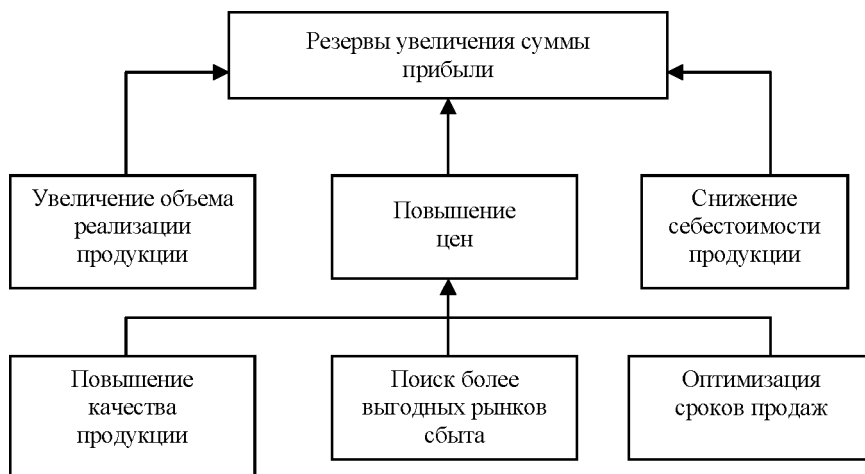 Резервы увеличения суммы
прибыли
Увеличение объема
реализации
продукции
Повышение
цен
Снижение
себестоимости
продукции
Повышение
качества
продукции
Поиск более
выгодных рынков
сбыта
Оптимизация
сроков продаж